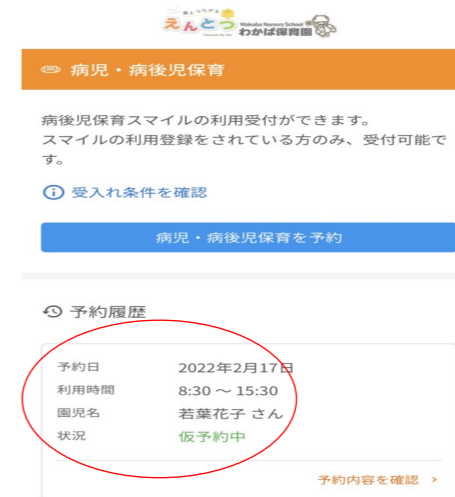 えんとつ Wakaba Nursery School
わかば保育園
病児・病後児保育
病後児保育スマイルの利用受付ができます。
スマイルの利用登録をされている方のみ、受付可能で
す。
受入れ条件を確認
病児・病後児保育を予約
予約履歴
予約日 2022年2月17日
利用時間 8:30 ～ 15:30
園児名 若葉花子 さん
状況 仮予約中
予約内容を確認